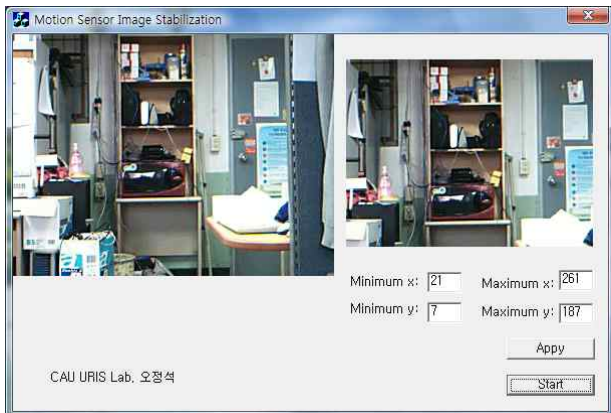 Motion Sensor Image Stabilization
Minimum x: 21 Maximum x: 261
Minimum y: 7 Maximum y: 187
Appy
CAU URIS Lab, 오정석
Start